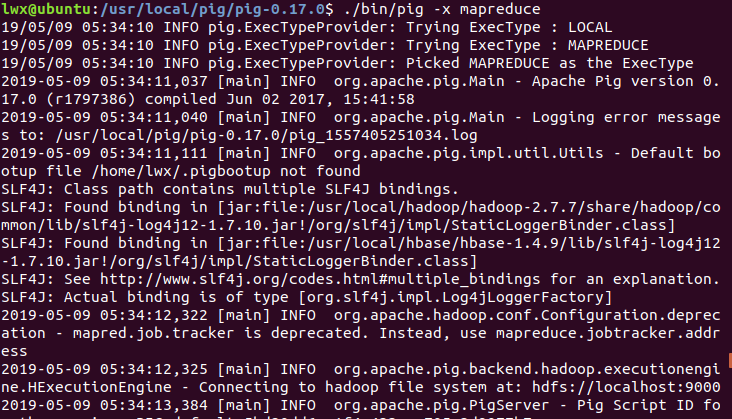 lwx@ubuntu:/usr/local/pig/pig-0.17.0$ ./bin/pig -x mapreduce
19/05/09 05:34:10 INFO pig.ExecTypeProvider: Trying ExecType : LOCAL
19/05/09 05:34:10 INFO pig.ExecTypeProvider: Trying ExecType : MAPREDUCE
19/05/09 05:34:10 INFO pig.ExecTypeProvider: Picked MAPREDUCE as the ExecType
2019-05-09 05:34:11,037 [main] INFO  org.apache.pig.Main - Apache Pig version 0.
17.0 (r1797386) compiled Jun 02 2017, 15:41:58
2019-05-09 05:34:11,040 [main] INFO  org.apache.pig.Main - Logging error message
s to: /usr/local/pig/pig-0.17.0/pig_1557405251034.log
2019-05-09 05:34:11,111 [main] INFO  org.apache.pig.impl.util.Utils - Default bo
otup file /home/lwx/.pigbootup not found
SLF4J: Class path contains multiple SLF4J bindings.
SLF4J: Found binding in [jar:file:/usr/local/hadoop/hadoop-2.7.7/share/hadoop/co
mmon/lib/slf4j-log4j12-1.7.10.jar!/org/slf4j/impl/StaticLoggerBinder.class]
SLF4J: Found binding in [jar:file:/usr/local/hbase/hbase-1.4.9/lib/slf4j-log4j12
-1.7.10.jar!/org/slf4j/impl/StaticLoggerBinder.class]
SLF4J: See http://www.slf4j.org/codes.html#multiple_bindings for an explanation.
SLF4J: Actual binding is of type [org.slf4j.impl.Log4jLoggerFactory]
2019-05-09 05:34:12,322 [main] INFO  org.apache.hadoop.conf.Configuration.deprec
ation - mapred.job.tracker is deprecated. Instead, use mapreduce.jobtracker.addr
ess
2019-05-09 05:34:12,325 [main] INFO  org.apache.pig.backend.hadoop.executionengi
ne.HExecutionEngine - Connecting to hadoop file system at: hdfs://localhost:9000
2019-05-09 05:34:13,384 [main] INFO  org.apache.pig.PigServer - Pig Script ID fo